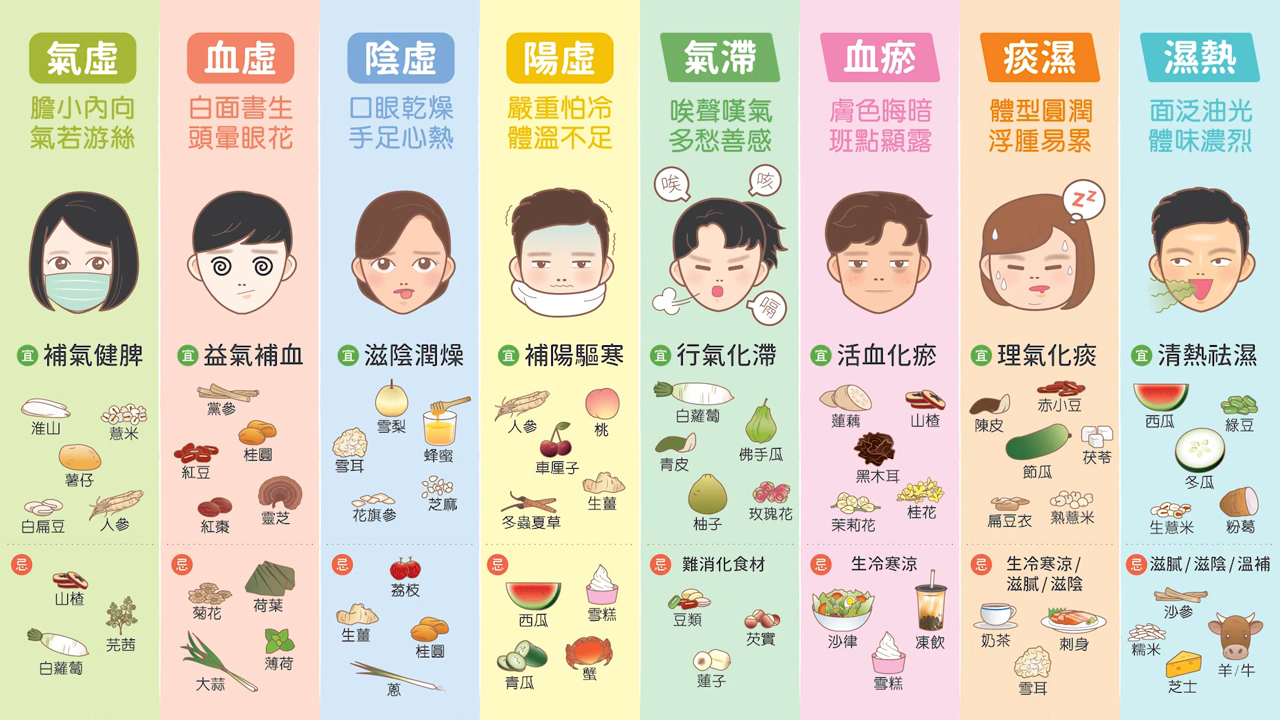 氣虛
膽小內向
氣若游絲
宜 補氣健脾
淮山
薏米
薯仔
白扁豆
人參
忌
山楂
芫茜
白蘿蔔
血虛
白面書生
頭暈眼花
宜 益氣補血
黨參
桂圓
紅豆
紅棗
靈芝
忌
菊花
荷葉
大蒜
薄荷
陰虛
口眼乾燥
手足心熱
宜 滋陰潤燥
雪梨
蜂蜜
雪耳
花旗參
芝麻
忌
荔枝
生薑
桂圓
蔥
陽虛
嚴重怕冷
體溫不足
宜 補陽驅寒
人參
桃
車厘子
生薑
冬蟲夏草
忌
西瓜
雪糕
青瓜
蟹
氣滯
唉聲嘆氣
多愁善感
唉
咳
嗝
宜 行氣化滯
白蘿蔔
佛手瓜
青皮
柚子
玫瑰花
忌 難消化食材
豆類
芡實
蓮子
血瘀
膚色晦暗
班點顯露
宜 活血化瘀
蓮藕
山楂
黑木耳
茉莉花
桂花
忌 生冷寒涼
沙律
凍飲
雪糕
痰濕
體型圓潤
浮腫易累
zz
宜 理氣化痰
赤小豆
陳皮
節瓜
茯苓
扁豆衣
熟薏米
忌 生冷寒涼/
滋膩/滋陰
奶茶
刺身
雪耳
濕熱
面泛油光
體味濃烈
宜 清熱祛濕
西瓜
綠豆
冬瓜
生薏米
粉葛
忌 滋膩/滋陰/溫補
沙參
糯米
芝士
羊/牛